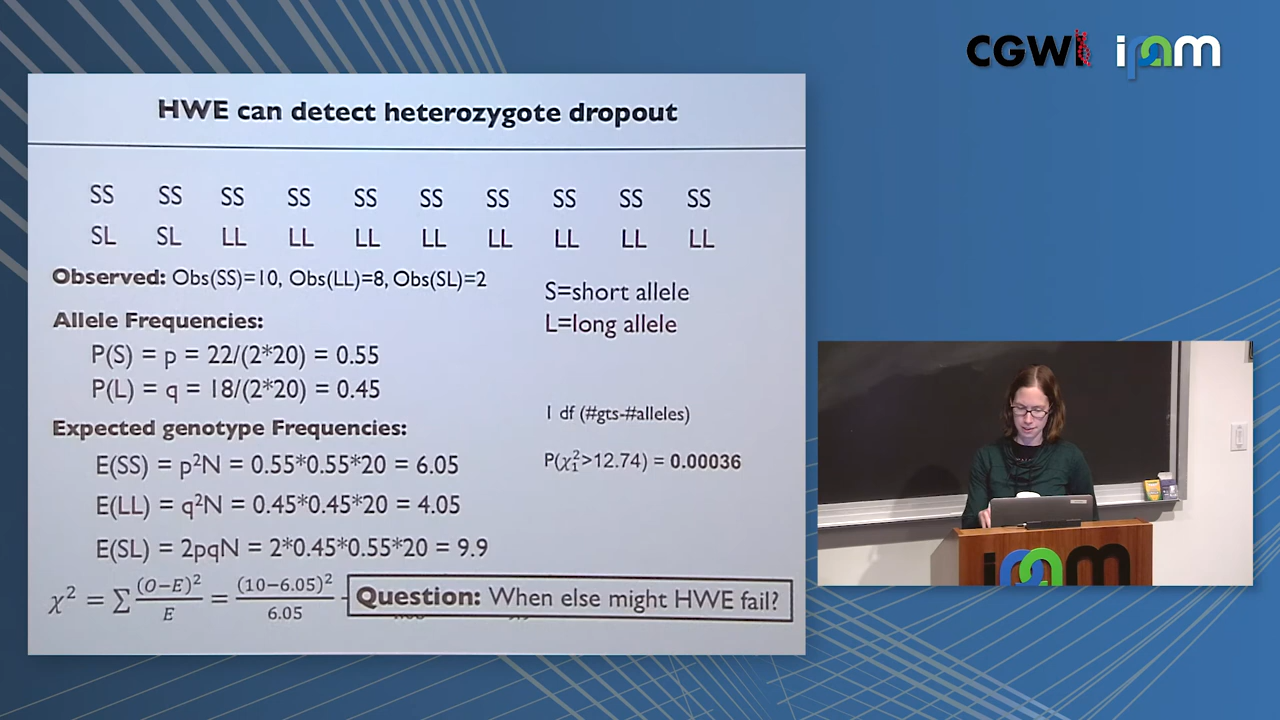 CGWI ipam
HWE can detect heterozygote dropout
SS SS LL LL SS SS SS SS SS SS
SL SL LL LL LL LL LL LL LL LL
Observed: Obs(SS)=10, Obs(LL)=8, Obs(SL)=2
S=short allele
L=long allele
Allele Frequencies:
P(S) = p = 22/(2*20) = 0.55
P(L) = q = 18/(2*20) = 0.45
1 df (#gts-#alleles)
Expected genotype Frequencies:
P(χ₁²>12.74) = 0.00036
E(SS) = p²N = 0.55*0.55*20 = 6.05
E(LL) = q²N = 0.45*0.45*20 = 4.05
E(SL) = 2pqN = 2*0.45*0.55*20 = 9.9
χ² = ∑ (O−E)²/E = (10−6.05)²/6.05
Question: When else might HWE fail?
ipam